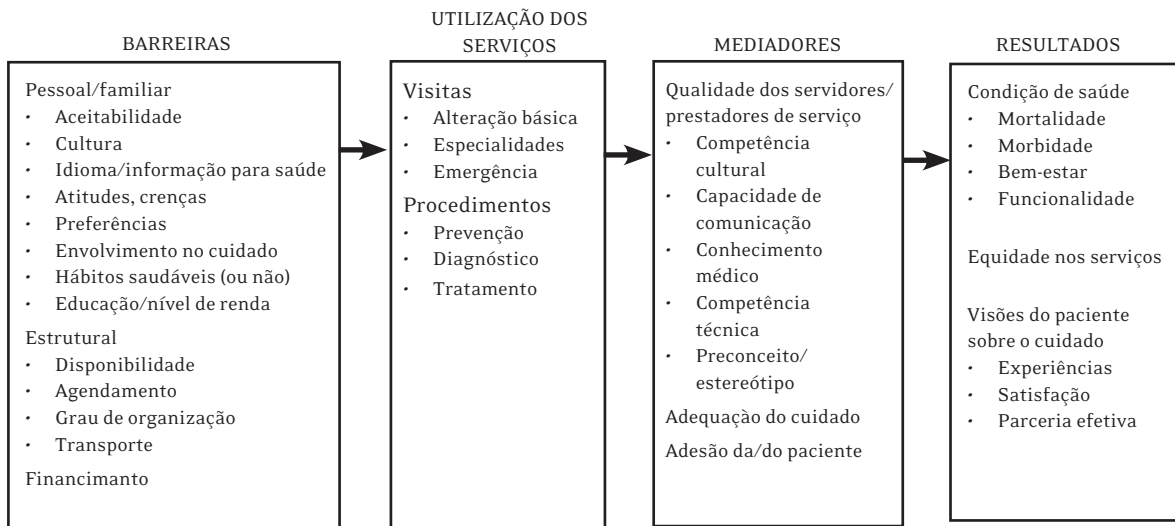 BARREIRAS
Pessoal/familiar
• Aceitabilidade
• Cultura
• Idioma/informação para saúde
• Atitudes, crenças
• Preferências
• Envolvimento no cuidado
• Hábitos saudáveis (ou não)
• Educação/nível de renda
Estrutural
• Disponibilidade
• Agendamento
• Grau de organização
• Transporte
Financimanto
UTILIZAÇÃO DOS
SERVIÇOS
Visitas
• Alteração básica
• Especialidades
• Emergência
Procedimentos
• Prevenção
• Diagnóstico
• Tratamento
MEDIADORES
Qualidade dos servidores/
prestadores de serviço
• Competência
cultural
• Capacidade de
comunicação
• Conhecimento
médico
• Competência
técnica
• Preconceito/
estereótipo
Adequaçào do cuidado
Adesão da/do paciente
RESULTADOS
Condição de saúde
• Mortalidade
• Morbidade
• Bem-estar
• Funcionalidade
Equidade nos serviços
Visões do paciente
sobre o cuidado
• Experiências
• Satisfação
• Parceria efetiva